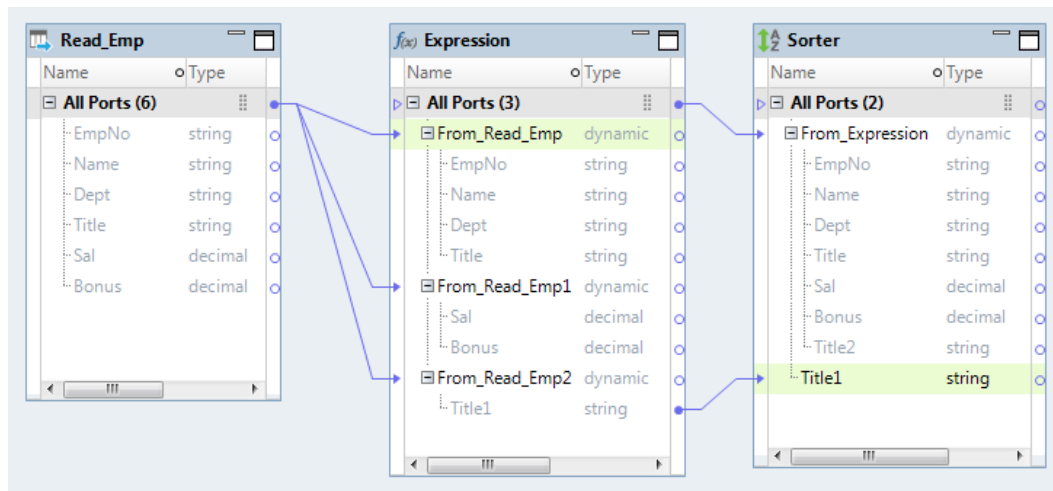 Read_Emp
Name Type
All Ports (6)
EmpNo string
Name string
Dept string
Title string
Sal decimal
Bonus decimal
f(x) Expression
Name Type
All Ports (3)
From_Read_Emp dynamic
EmpNo string
Name string
Dept string
Title string
From_Read_Emp1 dynamic
Sal decimal
Bonus decimal
From_Read_Emp2 dynamic
Title1 string
A Z Sorter
Name Type
All Ports (2)
From_Expression dynamic
EmpNo string
Name string
Dept string
Title string
Sal decimal
Bonus decimal
Title2 string
Title1 string